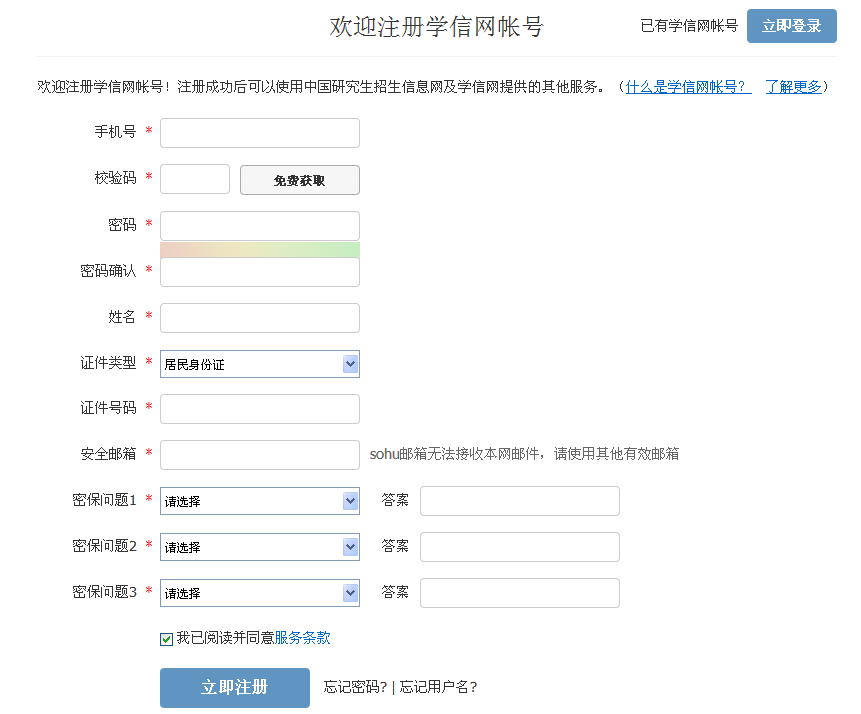 欢迎注册学信网帐号 已有学信网帐号 立即登录
欢迎注册学信网帐号！注册成功后可以使用中国研究生招生信息网及学信网提供的其他服务。（什么是学信网帐号？ 了解更多）
手机号 *
校验码 * 免费获取
密码 *
密码确认 *
姓名 *
证件类型 * 居民身份证
证件号码 *
安全邮箱 * sohu邮箱无法接收本网邮件，请使用其他有效邮箱
密保问题1 * 请选择 答案
密保问题2 * 请选择 答案
密保问题3 * 请选择 答案
我已阅读并同意服务条款
立即注册 忘记密码? | 忘记用户名?